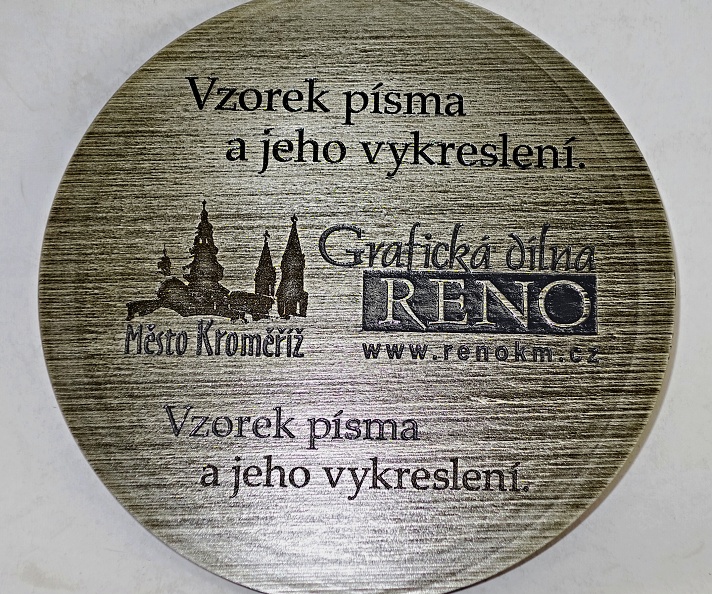 Vzorek písma
a jeho vykreslení.
Grafická dílna
RENO
Město Kroměříž
www.renokm.cz
Vzorek písma
a jeho vykreslení.